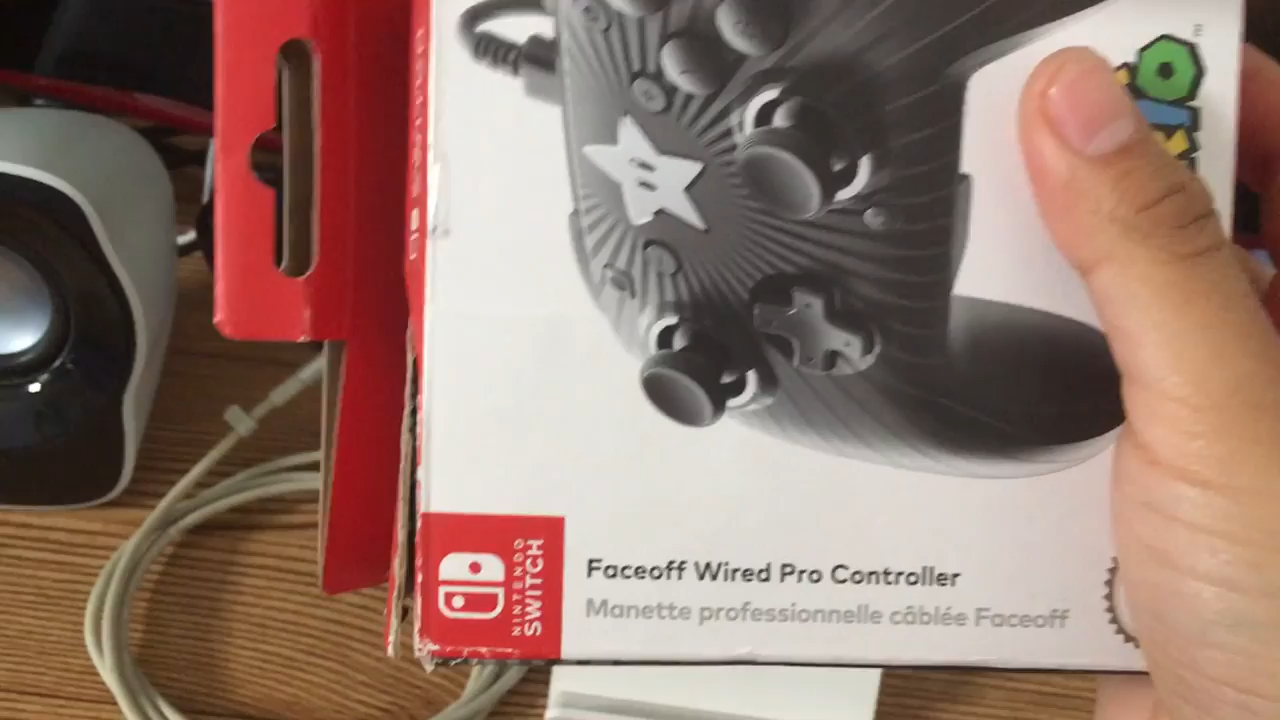 NINTENDO
SWITCH
Faceoff Wired Pro Controller
Manette professionnelle câblée Faceoff